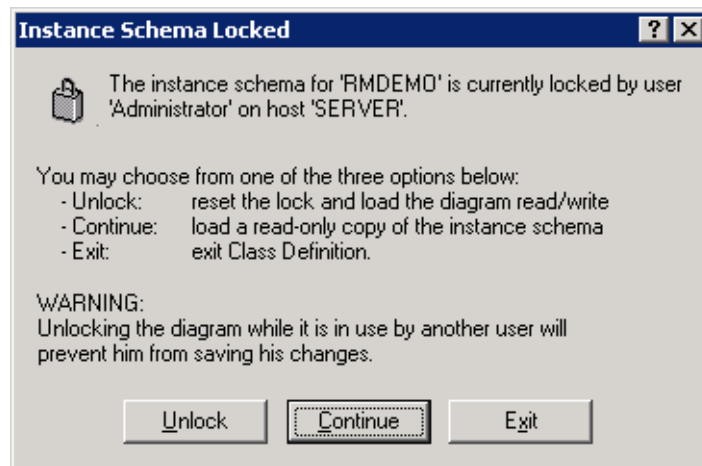 Instance Schema Locked
The instance schema for 'RMDEMO' is currently locked by user
'Administrator' on host 'SERVER'.
You may choose from one of the three options below:
- Unlock: reset the lock and load the diagram read/write
- Continue: load a read-only copy of the instance schema
- Exit: exit Class Definition.
WARNING:
Unlocking the diagram while it is in use by another user will
prevent him from saving his changes.
Unlock Continue Exit